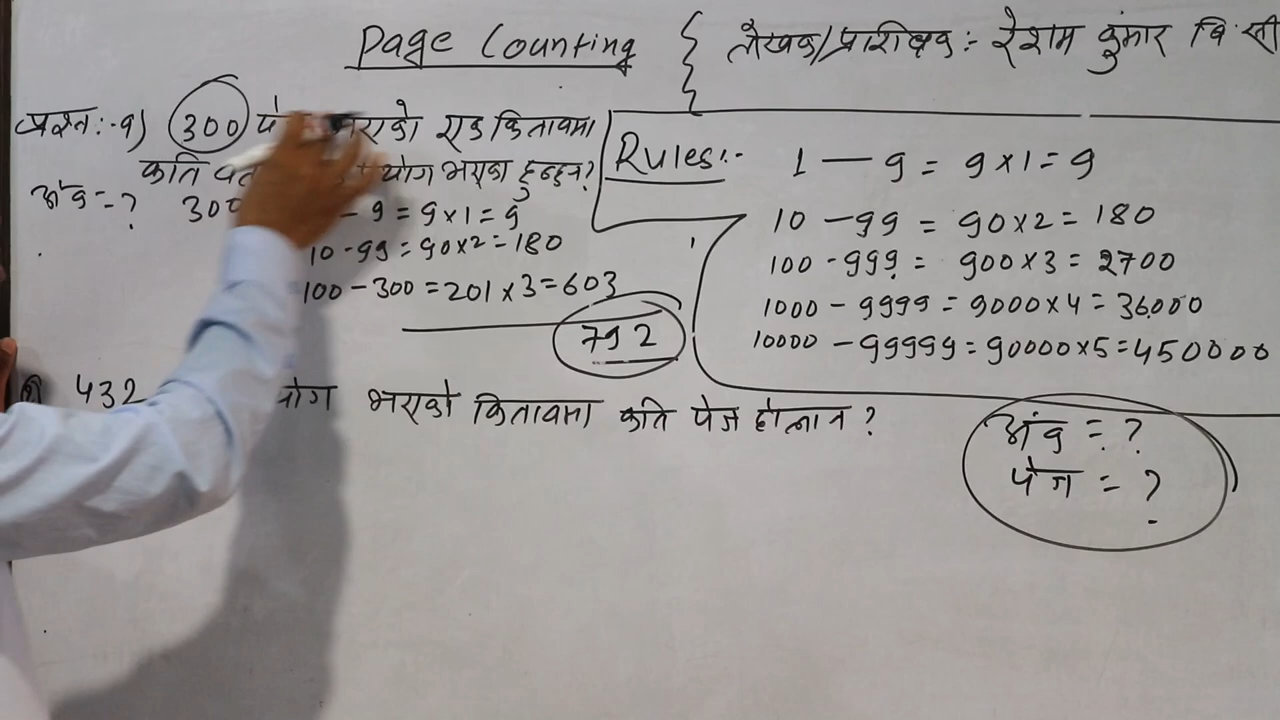 Page Counting
लेखक/प्रशिक्षक:- रेशम कुमार वि.सी
प्रश्न:-१) 300 भएको एक किताबमा
कति प्रयोग भएका हुन्छन?
अंक = ? 300 - 9 = 9 × 1 = 9
10 - 99 = 90 × 2 = 180
100 - 300 = 201 × 3 = 603
792
432 भएको किताबमा कति पेज होलान ?
Rules:-
1 — 9 = 9 × 1 = 9
10 - 99 = 90 × 2 = 180
100 - 999 = 900 × 3 = 2700
1000 - 9999 = 9000 × 4 = 36000
10000 - 99999 = 90000 × 5 = 450000
अंक = ?
पेज = ?